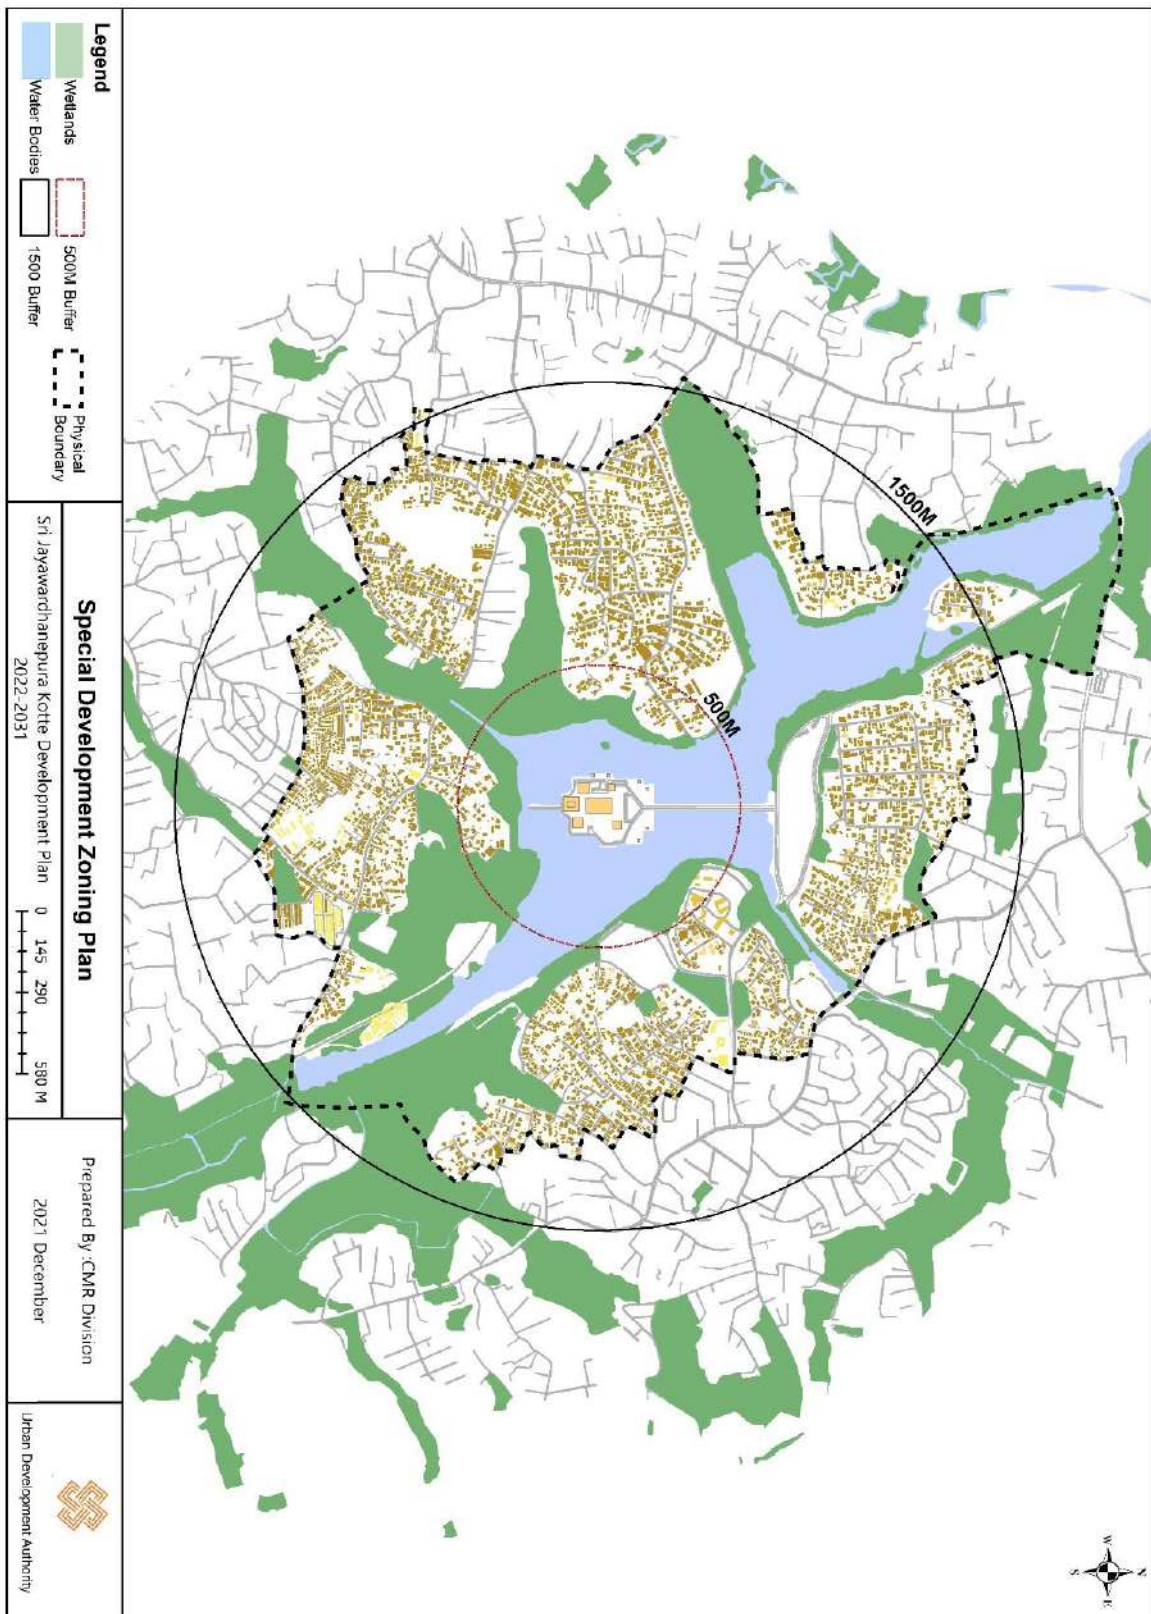 1500M
500M
W
N
S
E
Legend
Wetlands
500M Buffer
Physical
Boundary
Water Bodies
1500 Buffer
Special Development Zoning Plan
Sri Jayawardhanepura Kotte Development Plan
2022-2031
0 145 290 580 M
Prepared By :CMR Division
2021 December
Urban Development Authority